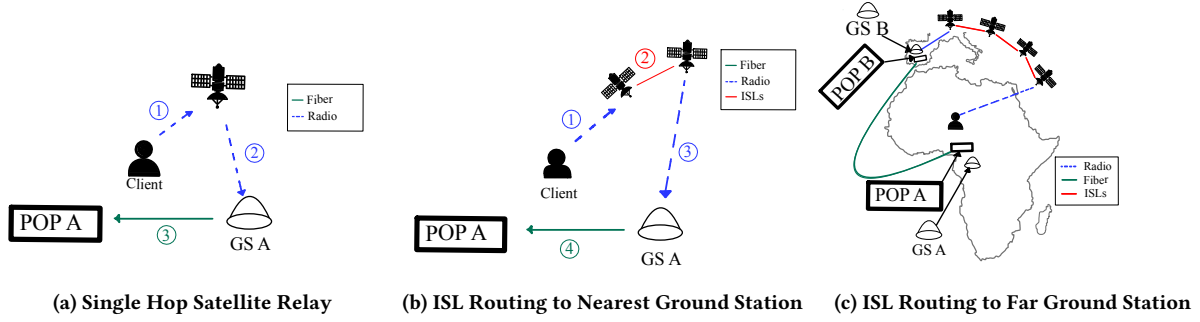 Fiber
Radio
1
2
Client
POP A
3
GS A
(a) Single Hop Satellite Relay
Fiber
Radio
ISLs
1
2
3
Client
POP A
4
GS A
(b) ISL Routing to Nearest Ground Station
GS B
POP B
POP A
GS A
Radio
Fiber
ISLs
(c) ISL Routing to Far Ground Station